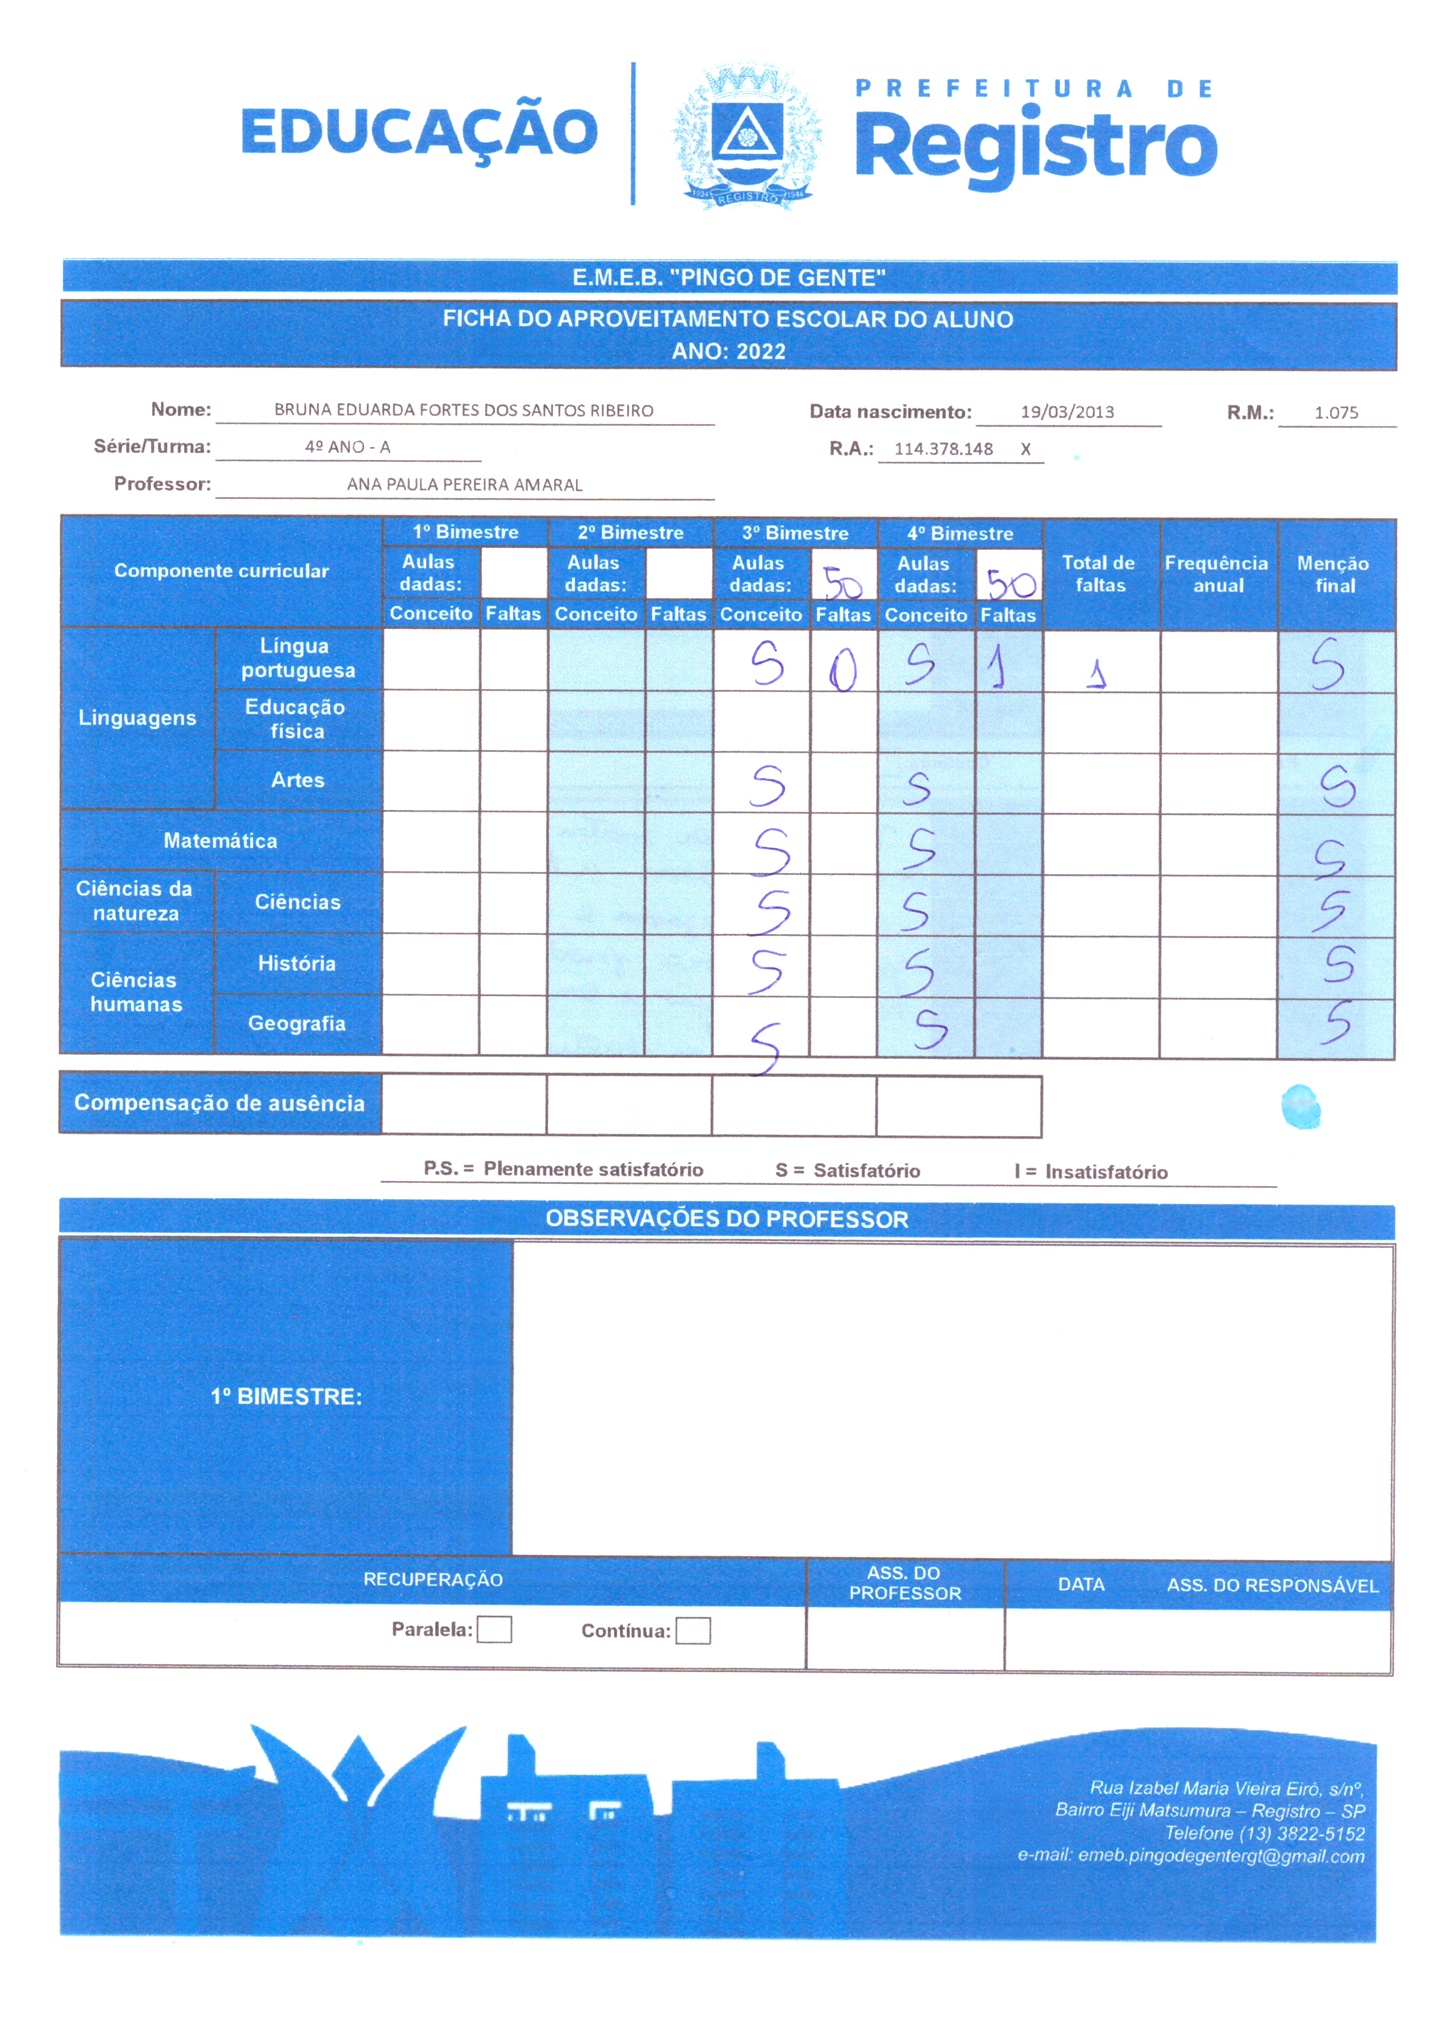 EDUCAÇÃO
PREFEITURA DE
Registro
1934 REGISTRO 1944
E.M.E.B. "PINGO DE GENTE"
FICHA DO APROVEITAMENTO ESCOLAR DO ALUNO
ANO: 2022
Nome: BRUNA EDUARDA FORTES DOS SANTOS RIBEIRO Data nascimento: 19/03/2013 R.M.: 1.075
Série/Turma: 4º ANO - A R.A.: 114.378.148 X
Professor: ANA PAULA PEREIRA AMARAL
Componente curricular 1º Bimestre 2º Bimestre 3º Bimestre 4º Bimestre Total de faltas Frequência anual Menção final
Aulas dadas: Aulas dadas: Aulas dadas: 50 Aulas dadas: 50
Conceito Faltas Conceito Faltas Conceito Faltas Conceito Faltas
Linguagens
Língua portuguesa S 0 S 1 1 S
Educação física
Artes S S S
Matemática S S S
Ciências da natureza Ciências S S S
Ciências humanas
História S S S
Geografia S S S
Compensação de ausência
P.S. = Plenamente satisfatório S = Satisfatório I = Insatisfatório
OBSERVAÇÕES DO PROFESSOR
1º BIMESTRE:
RECUPERAÇÃO ASS. DO PROFESSOR DATA ASS. DO RESPONSÁVEL
Paralela: Contínua:
Rua Izabel Maria Vieira Eiró, s/nº,
Bairro Eiji Matsumura – Registro – SP
Telefone (13) 3822-5152
e-mail: emeb.pingodegentergt@gmail.com